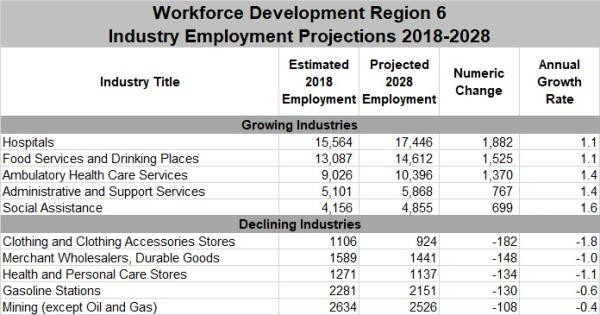 Workforce Development Region 6
Industry Employment Projections 2018-2028
Industry Title Estimated 2018 Employment Projected 2028 Employment Numeric Change Annual Growth Rate
Growing Industries
Hospitals 15,564 17,446 1,882 1.1
Food Services and Drinking Places 13,087 14,612 1,525 1.1
Ambulatory Health Care Services 9,026 10,396 1,370 1.4
Administrative and Support Services 5,101 5,868 767 1.4
Social Assistance 4,156 4,855 699 1.6
Declining Industries
Clothing and Clothing Accessories Stores 1106 924 -182 -1.8
Merchant Wholesalers, Durable Goods 1589 1441 -148 -1.0
Health and Personal Care Stores 1271 1137 -134 -1.1
Gasoline Stations 2281 2151 -130 -0.6
Mining (except Oil and Gas) 2634 2526 -108 -0.4